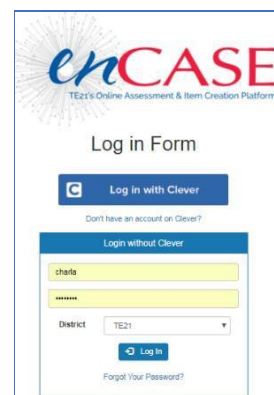 enCASE
TE21's Online Assessment & Item Creation Platform
Log in Form
C Log in with Clever
Don't have an account on Clever?
Login without Clever
charla
••••••••
District TE21
Log In
Forgot Your Password?